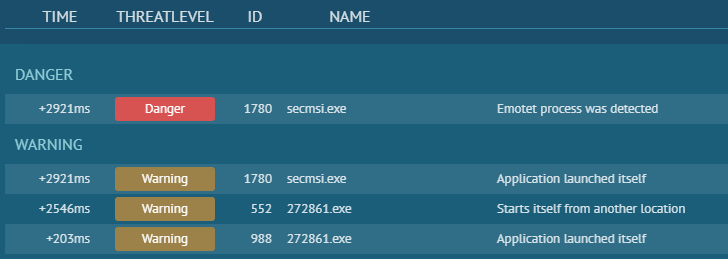 TIME THREATLEVEL ID NAME
DANGER
+2921ms Danger 1780 secmsi.exe Emotet process was detected
WARNING
+2921ms Warning 1780 secmsi.exe Application launched itself
+2546ms Warning 552 272861.exe Starts itself from another location
+203ms Warning 988 272861.exe Application launched itself